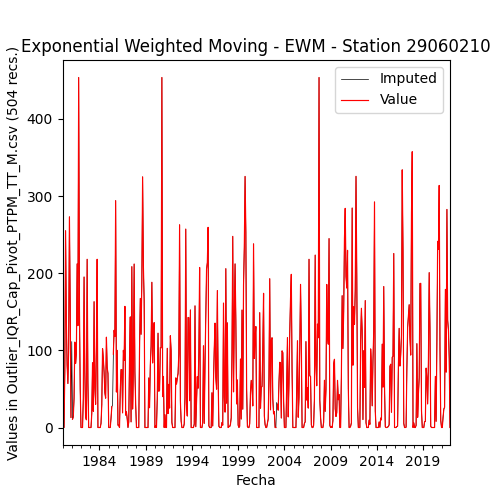 Exponential Weighted Moving - EWM - Station 29060210
Imputed
Value
Values in Outlier_IQR_Cap_Pivot_PTPM_TT_M.csv (504 recs.)
400
300
200
100
0
1984 1989 1994 1999 2004 2009 2014 2019
Fecha